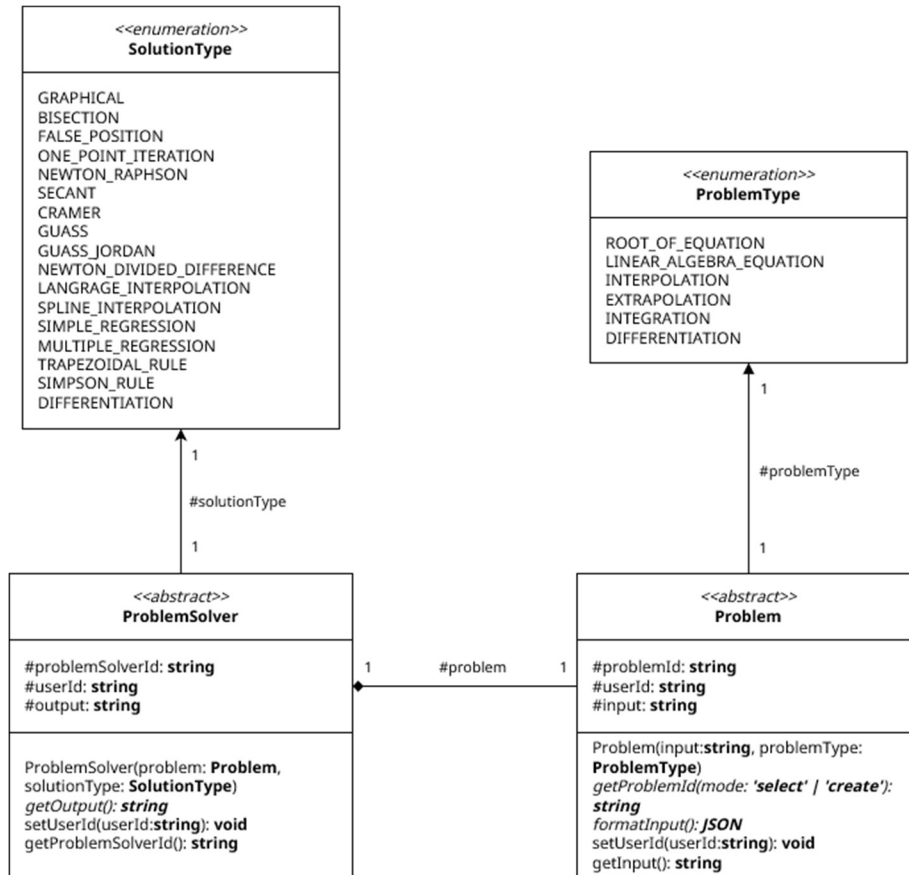 <<enumeration>>
SolutionType
GRAPHICAL
BISECTION
FALSE_POSITION
ONE_POINT_ITERATION
NEWTON_RAPHSON
SECANT
CRAMER
GUASS
GUASS_JORDAN
NEWTON_DIVIDED_DIFFERENCE
LANGRAGE_INTERPOLATION
SPLINE_INTERPOLATION
SIMPLE_REGRESSION
MULTIPLE_REGRESSION
TRAPEZOIDAL_RULE
SIMPSON_RULE
DIFFERENTIATION
<<enumeration>>
ProblemType
ROOT_OF_EQUATION
LINEAR_ALGEBRA_EQUATION
INTERPOLATION
EXTRAPOLATION
INTEGRATION
DIFFERENTIATION
1
#solutionType
1
1
#problemType
1
<<abstract>>
ProblemSolver
#problemSolverId: string
#userId: string
#output: string
ProblemSolver(problem: Problem,
solutionType: SolutionType)
getOutput(): string
setUserId(userId:string): void
getProblemSolverId(): string
1
#problem
1
<<abstract>>
Problem
#problemId: string
#userId: string
#input: string
Problem(input:string, problemType:
ProblemType)
getProblemId(mode: 'select' | 'create'):
string
formatInput(): JSON
setUserId(userId:string): void
getInput(): string